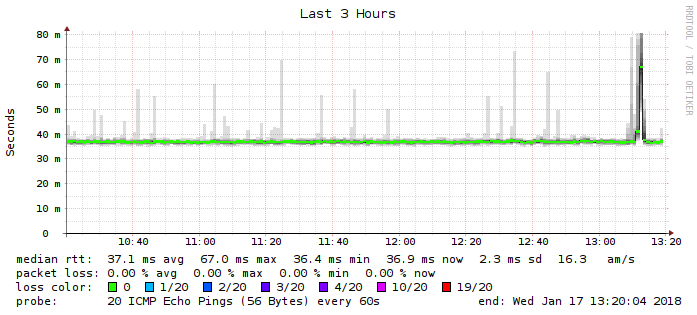 Last 3 Hours
RRDTOOL / TOBI OETIKER
Seconds
80 m
70 m
60 m
50 m
40 m
30 m
20 m
10 m
0
10:40 11:00 11:20 11:40 12:00 12:20 12:40 13:00 13:20
median rtt: 37.1 ms avg 67.0 ms max 36.4 ms min 36.9 ms now 2.3 ms sd 16.3 am/s
packet loss: 0.00 % avg 0.00 % max 0.00 % min 0.00 % now
loss color: 0 1/20 2/20 3/20 4/20 10/20 19/20
probe: 20 ICMP Echo Pings (56 Bytes) every 60s end: Wed Jan 17 13:20:04 2018